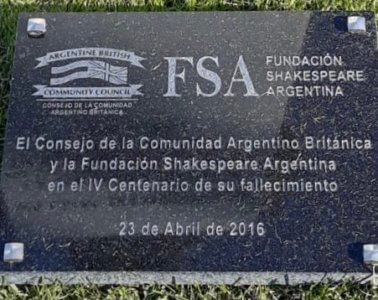 ARGENTINE BRITISH
COMMUNITY COUNCIL
CONSEJO DE LA COMUNIDAD
ARGENTINO BRITÁNICA
FSA
FUNDACIÓN
SHAKESPEARE
ARGENTINA
El Consejo de la Comunidad Argentino Británica
y la Fundación Shakespeare Argentina
en el IV Centenario de su fallecimiento
23 de Abril de 2016